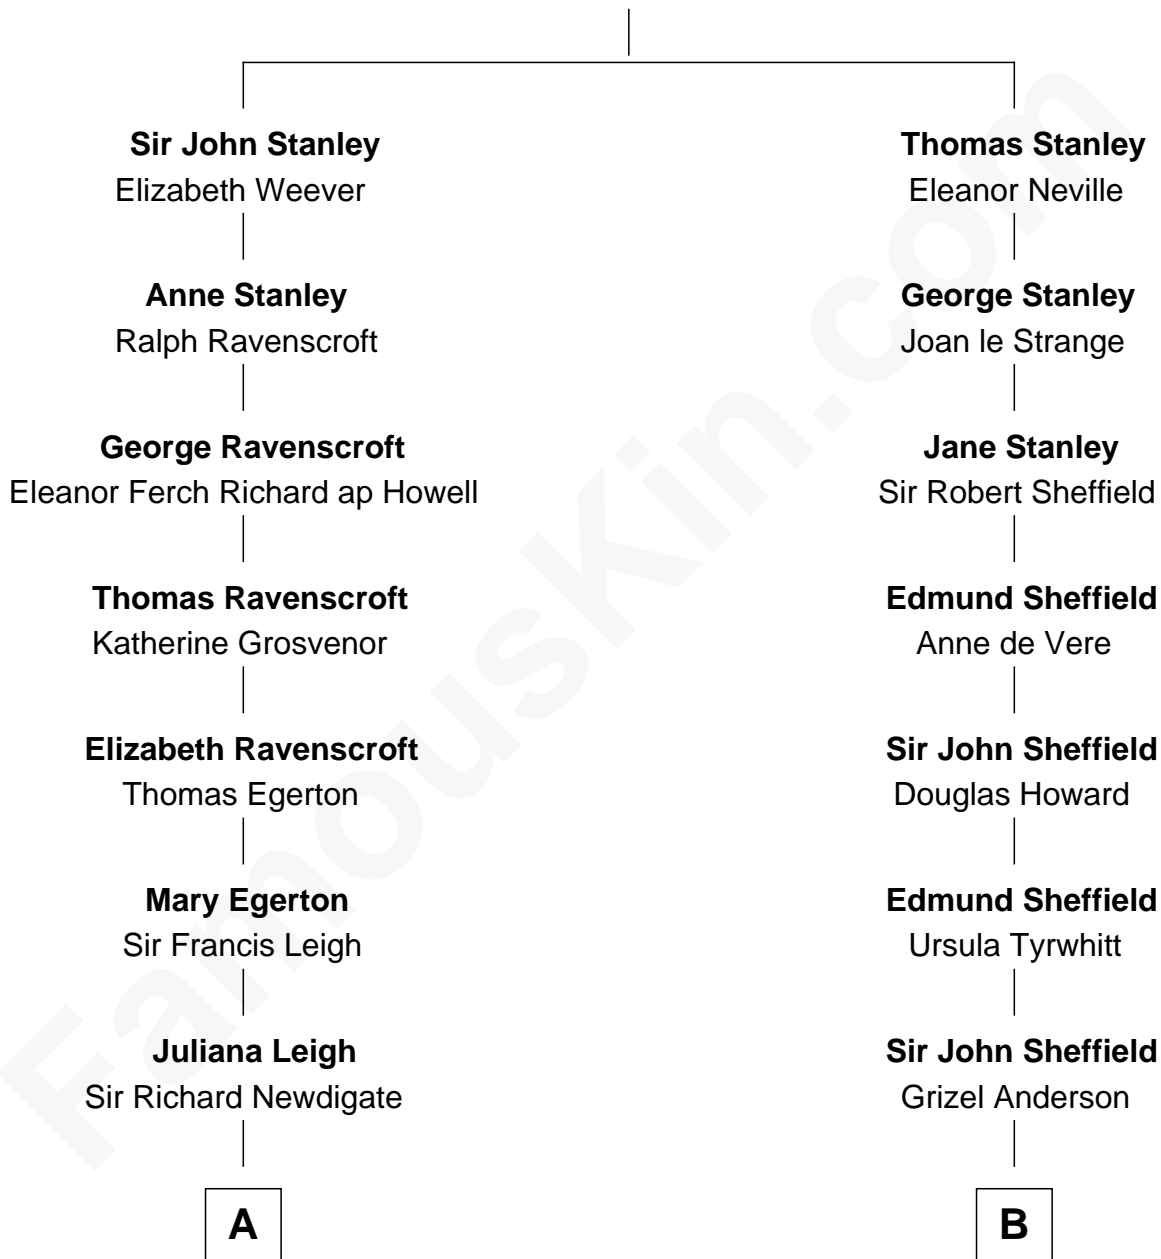 Sir John Stanley
Elizabeth Weever
Anne Stanley
Ralph Ravenscroft
George Ravenscroft
Eleanor Ferch Richard ap Howell
Thomas Ravenscroft
Katherine Grosvenor
Elizabeth Ravenscroft
Thomas Egerton
Mary Egerton
Sir Francis Leigh
Juliana Leigh
Sir Richard Newdigate
A
Thomas Stanley
Eleanor Neville
George Stanley
Joan le Strange
Jane Stanley
Sir Robert Sheffield
Edmund Sheffield
Anne de Vere
Sir John Sheffield
Douglas Howard
Edmund Sheffield
Ursula Tyrwhitt
Sir John Sheffield
Grizel Anderson
B
FamousKin.com